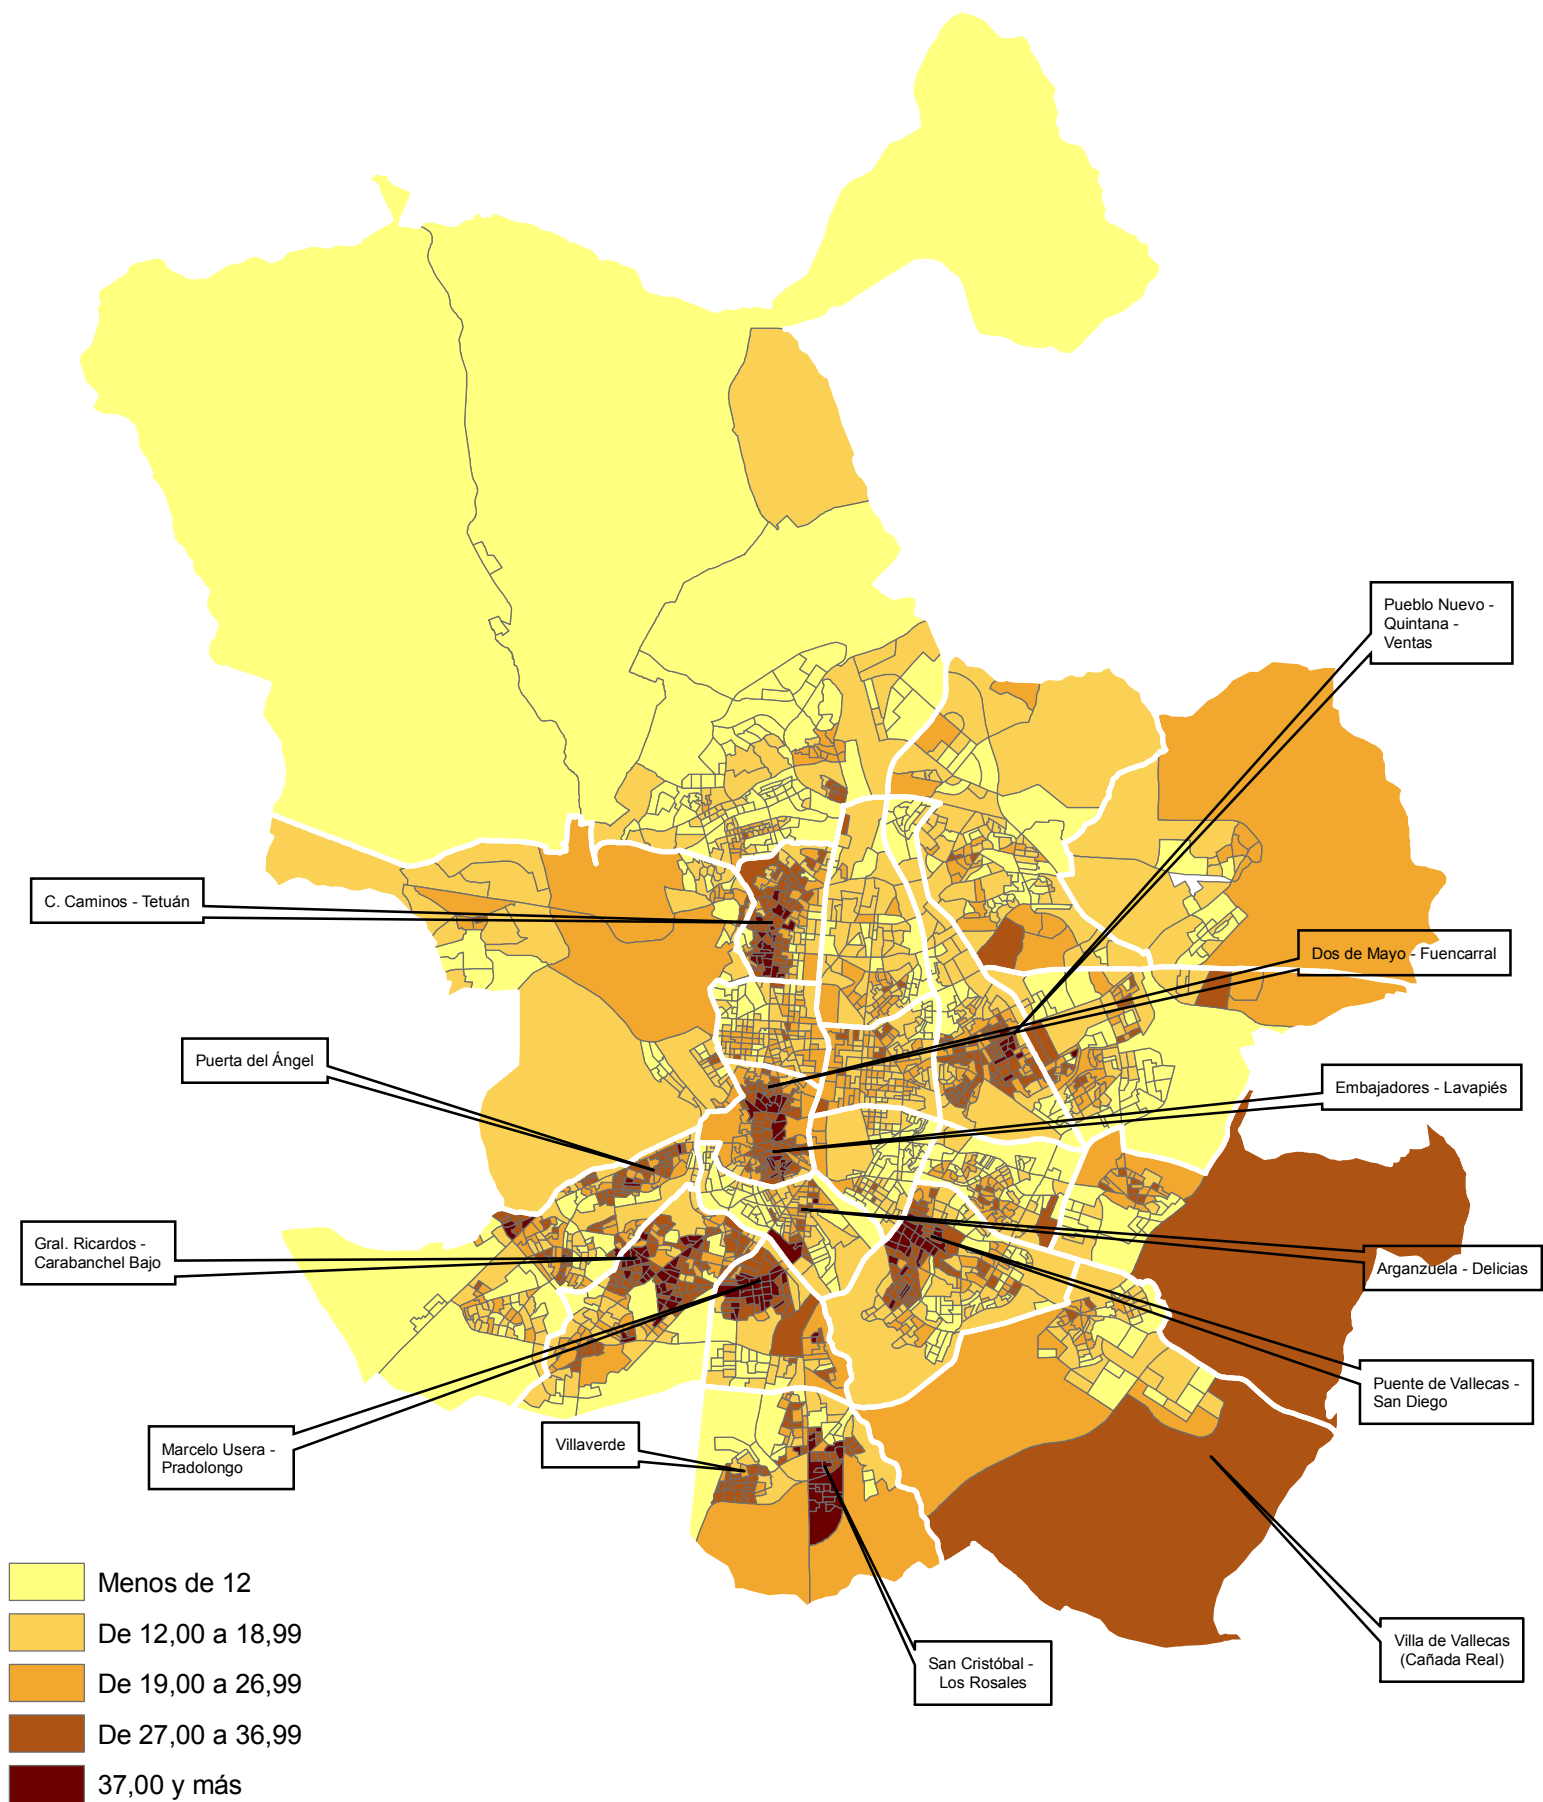 Pueblo Nuevo -
Quintana -
Ventas
C. Caminos - Tetuán
Dos de Mayo - Fuencarral
Puerta del Ángel
Embajadores - Lavapiés
Gral. Ricardos -
Carabanchel Bajo
Arganzuela - Delicias
Puente de Vallecas -
San Diego
Marcelo Usera -
Pradolongo
Villaverde
San Cristóbal -
Los Rosales
Villa de Vallecas
(Cañada Real)
Menos de 12
De 12,00 a 18,99
De 19,00 a 26,99
De 27,00 a 36,99
37,00 y más